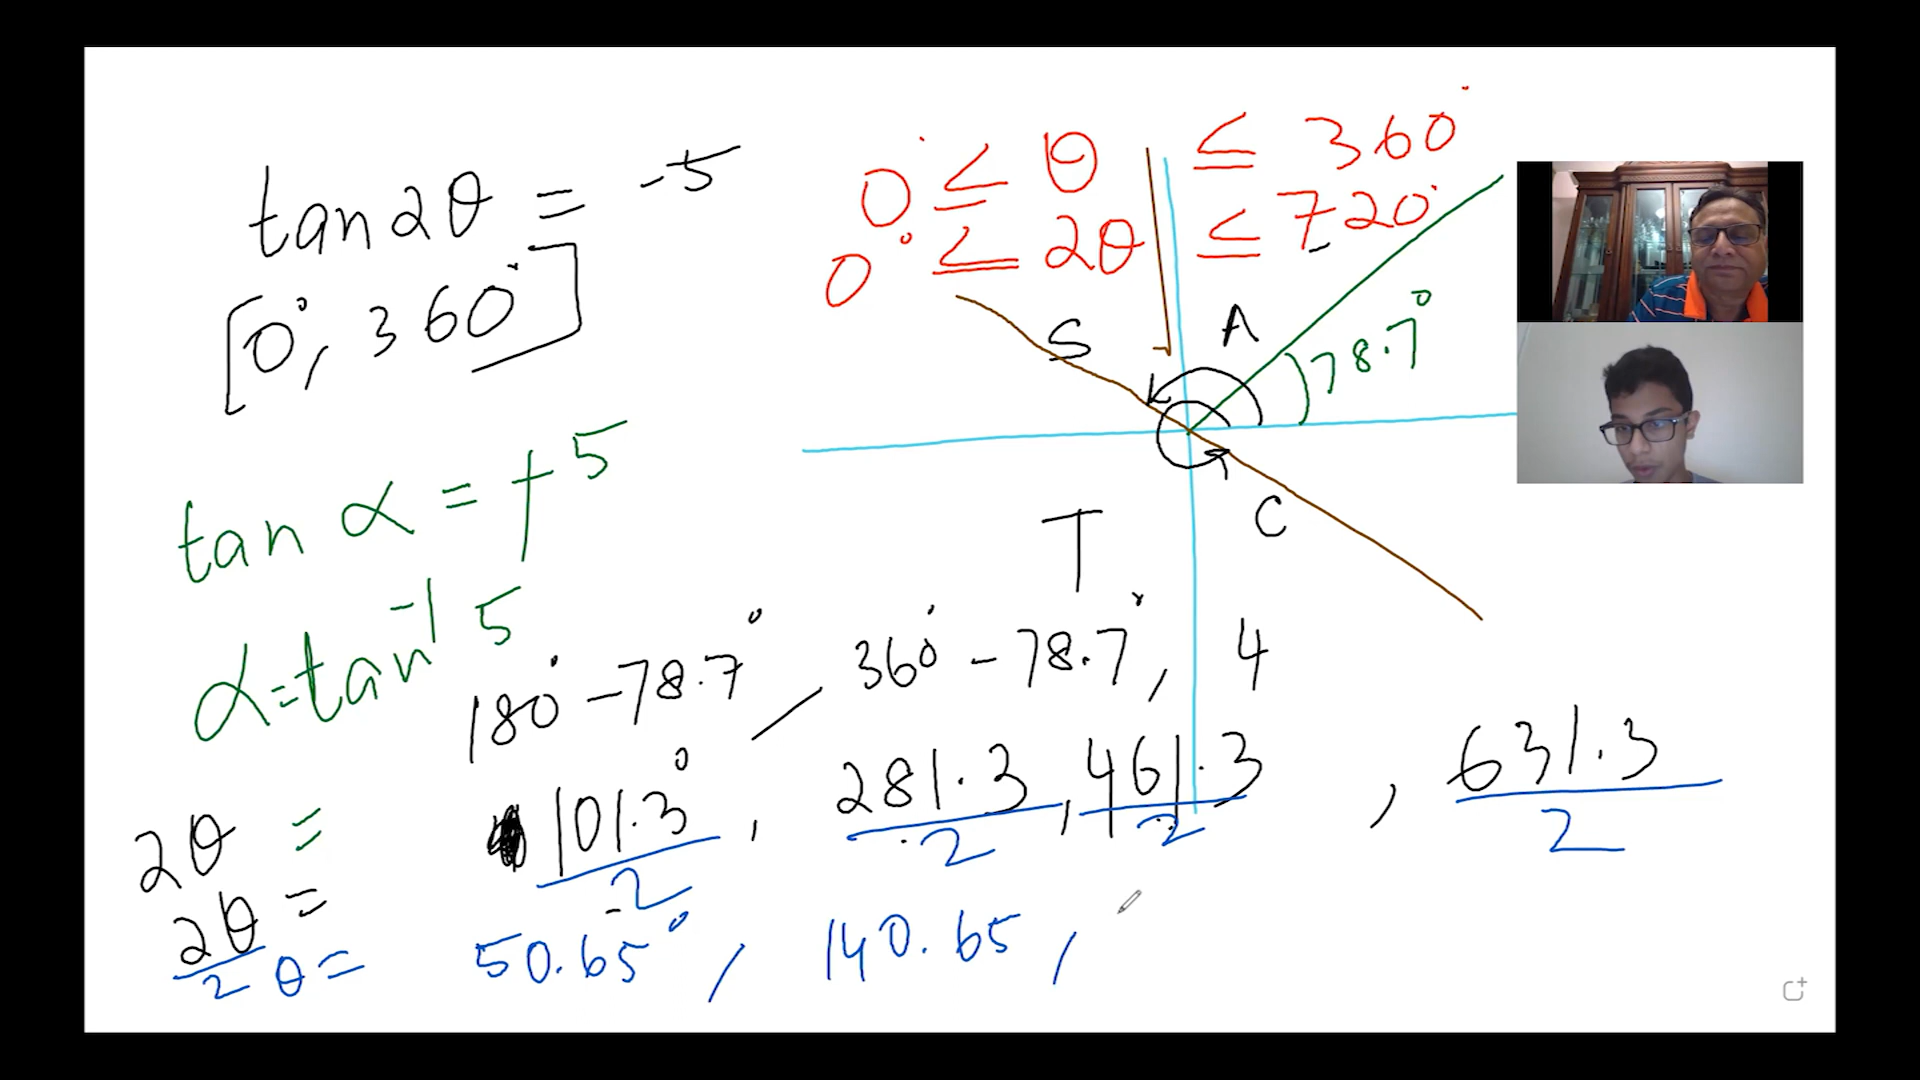 tan2θ = -5
[0°, 360°]
0° ≤ θ ≤ 360°
0° ≤ 2θ ≤ 720°
S A
78.7°
T C
tan α = +5
α = tan⁻¹ 5
180° - 78.7°, 360° - 78.7°, 4
2θ =
2θ/2 = 101.3°/2, 281.3/2, 461.3/2, 631.3/2
θ = 50.65°, 140.65,